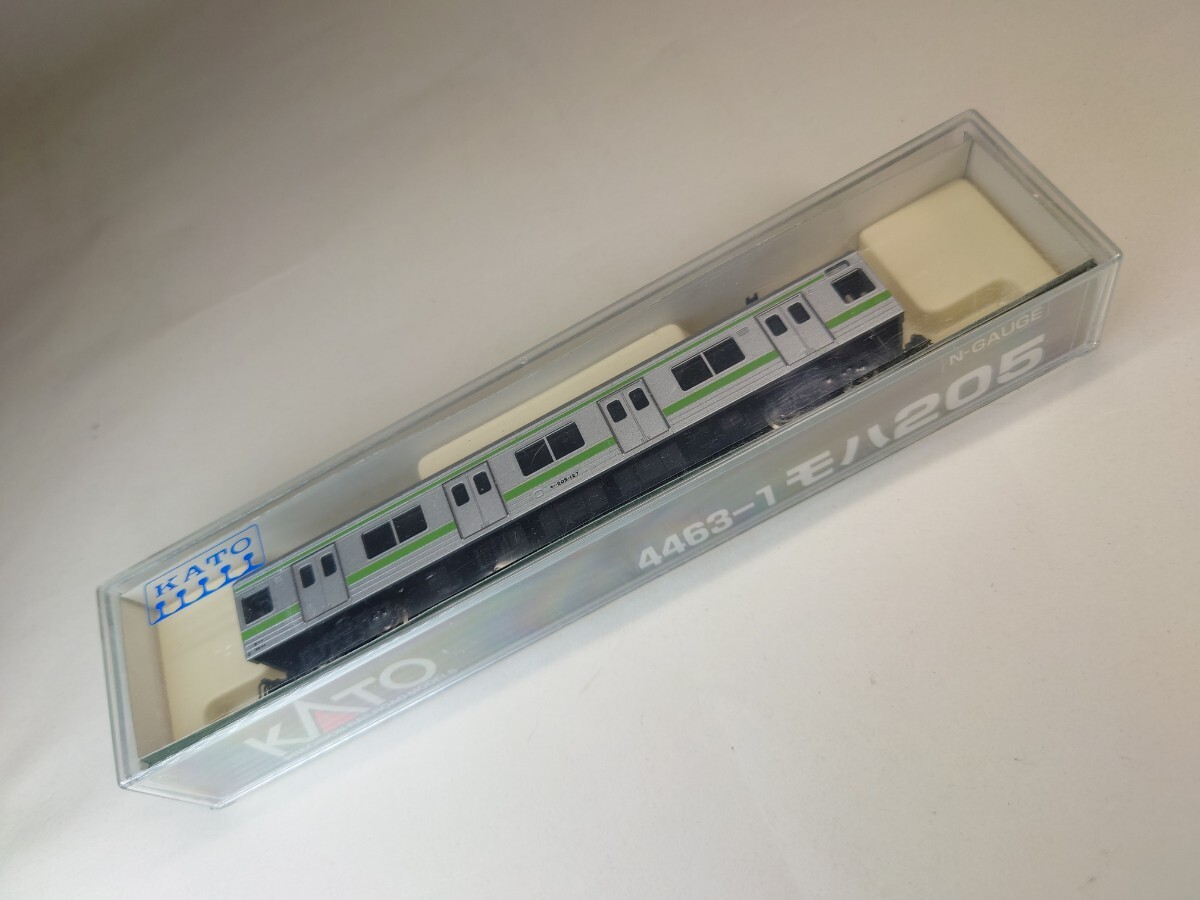 KATO
N-GAUGE
4463-1 モハ205
KATO